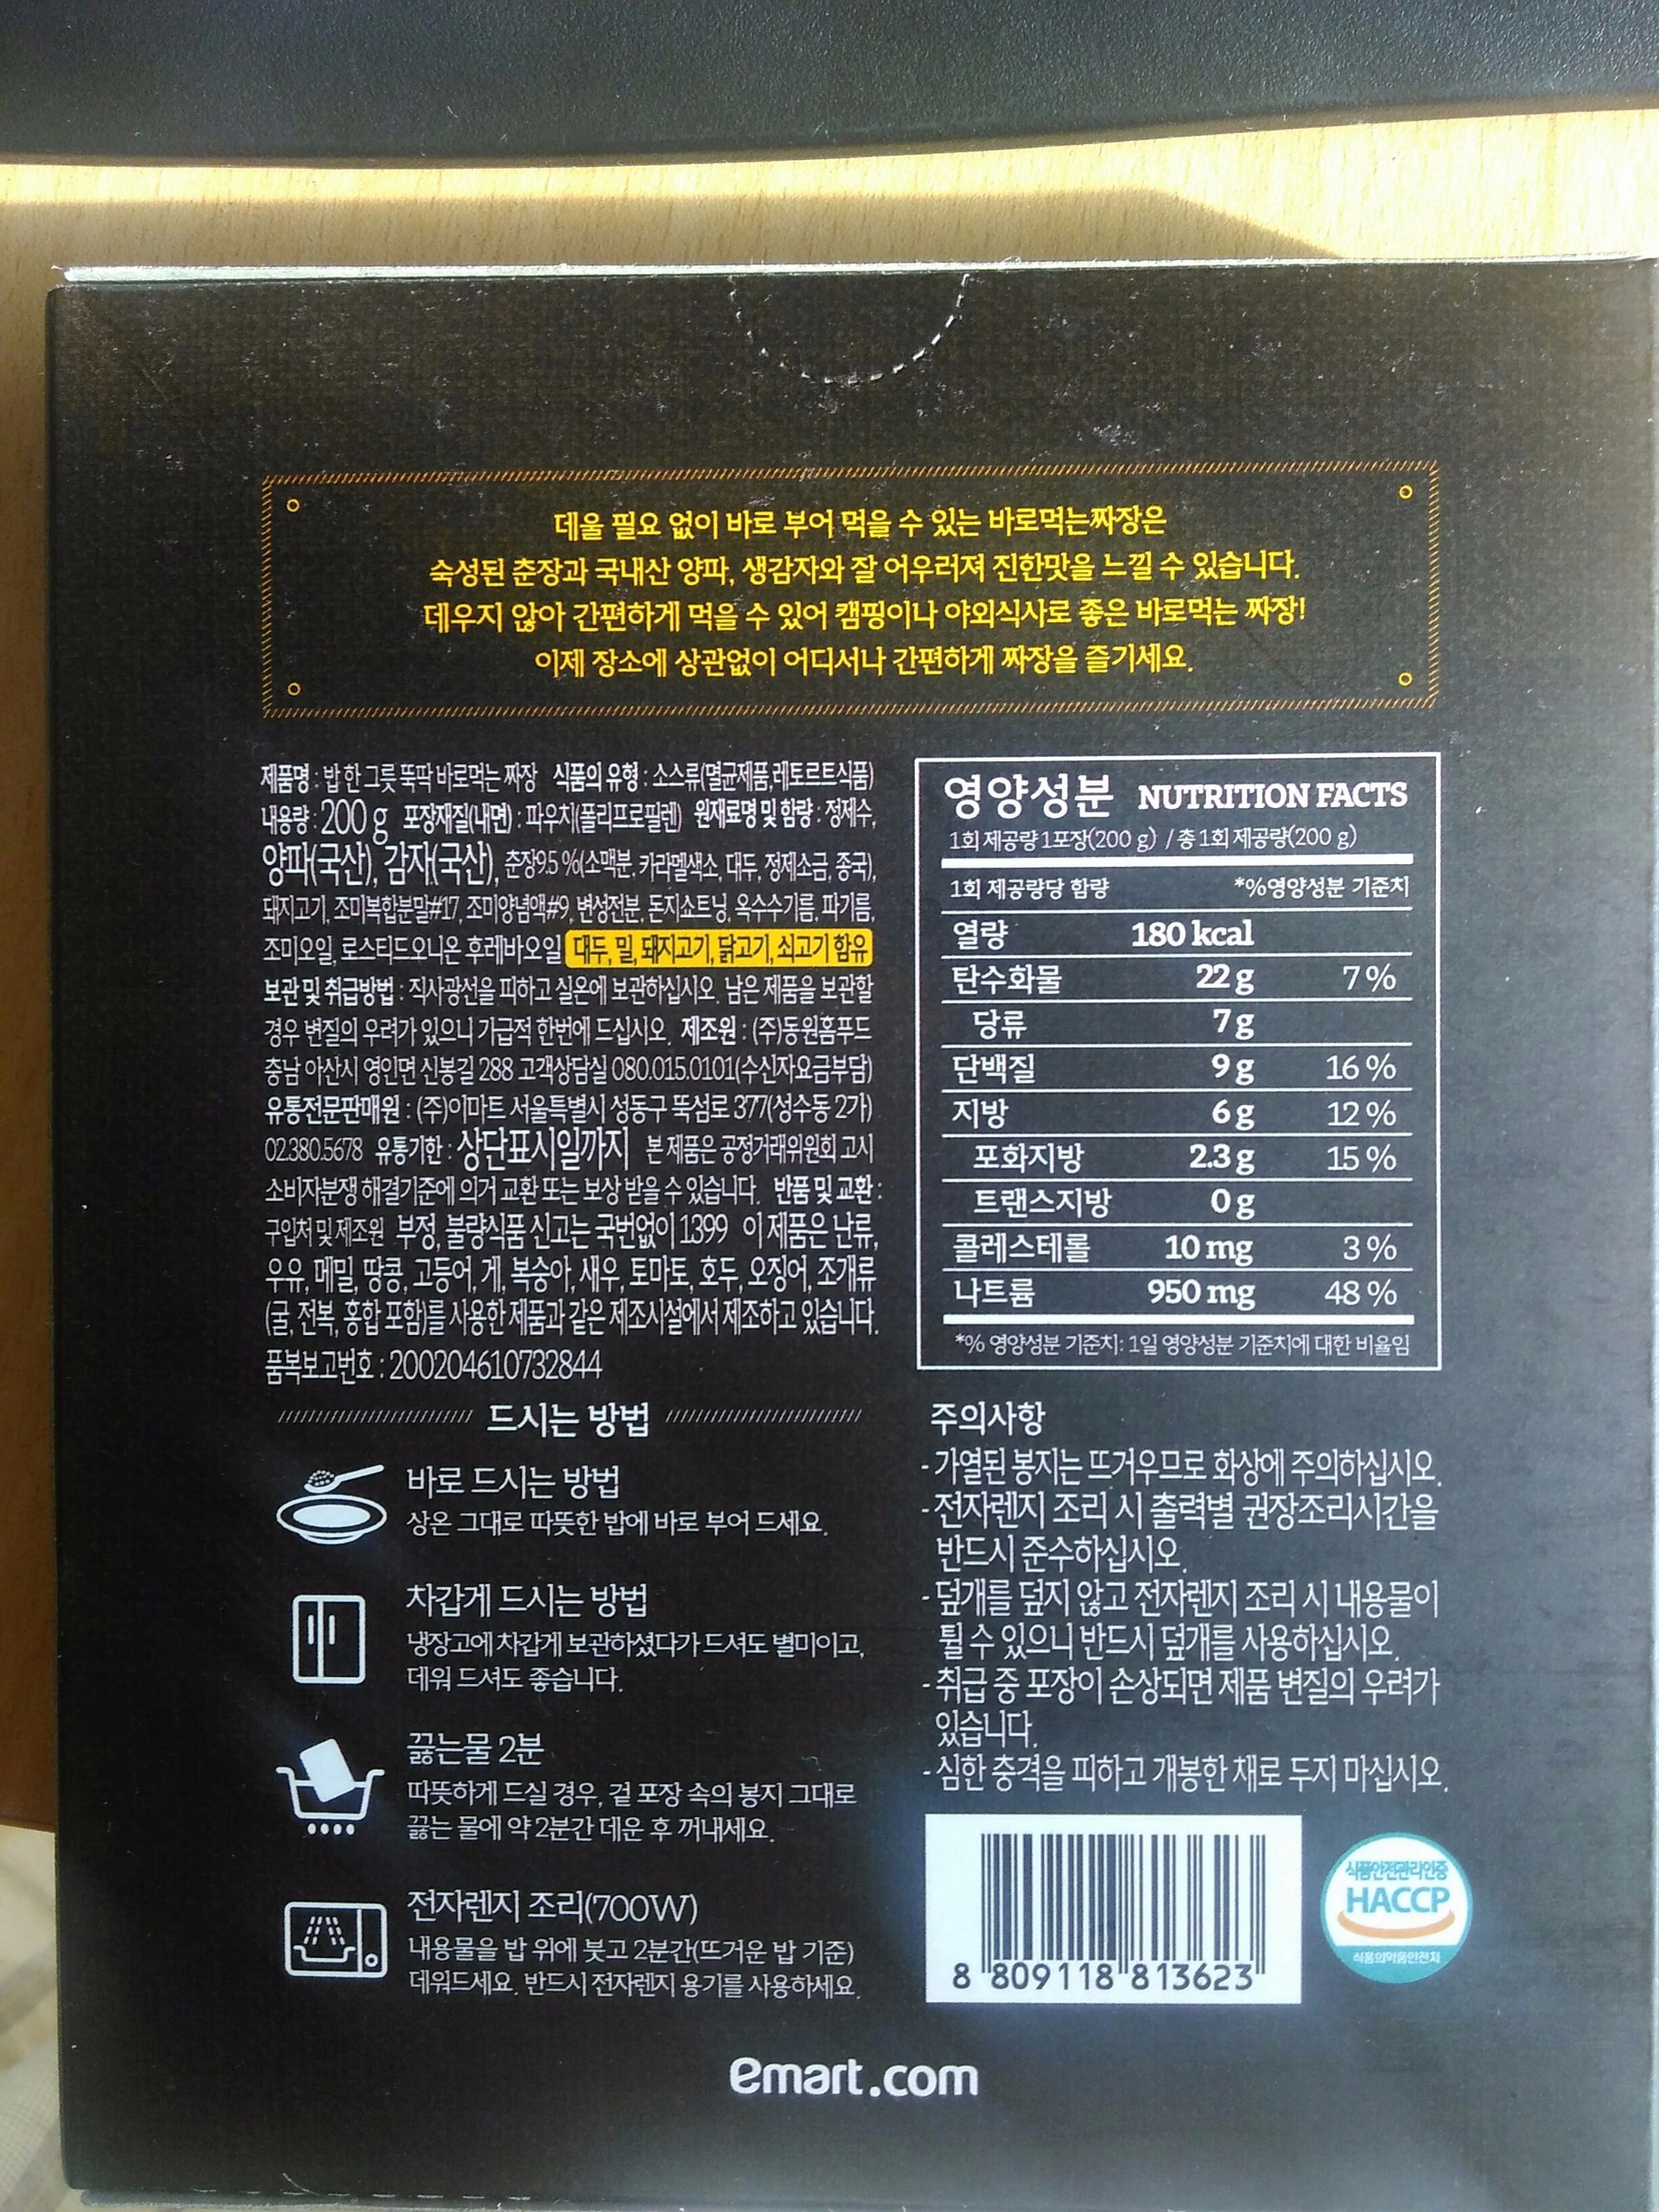 데울 필요 없이 바로 부어 먹을 수 있는 바로먹는짜장은
숙성된 춘장과 국내산 양파, 생감자와 잘 어우러져 진한맛을 느낄 수 있습니다.
데우지 않아 간편하게 먹을 수 있어 캠핑이나 야외식사로 좋은 바로먹는 짜장!
이제 장소에 상관없이 어디서나 간편하게 짜장을 즐기세요.
제품명 : 밥 한 그릇 뚝딱 바로먹는 짜장 식품의 유형 : 소스류(멸균제품,레토르트식품)
내용량 : 200 g 포장재질(내면) : 파우치(폴리프로필렌) 원재료명 및 함량 : 정제수,
양파(국산), 감자(국산), 춘장9.5 %(소맥분, 카라멜색소, 대두, 정제소금, 종국),
돼지고기, 조미복합분말#17, 조미양념액#9, 변성전분, 돈지쇼트닝, 옥수수기름, 파기름,
조미오일, 로스티드오니온 후레바오일 대두, 밀, 돼지고기, 닭고기, 쇠고기 함유
보관 및 취급방법 : 직사광선을 피하고 실온에 보관하십시오. 남은 제품을 보관할
경우 변질의 우려가 있으니 가급적 한번에 드십시오. 제조원 : (주)동원홈푸드
충남 아산시 영인면 신봉길 288 고객상담실 080.015.0101(수신자요금부담)
유통전문판매원 : (주)이마트 서울특별시 성동구 뚝섬로 377(성수동 2가)
02.380.5678 유통기한 : 상단표시일까지 본 제품은 공정거래위원회 고시
소비자분쟁 해결기준에 의거 교환 또는 보상 받을 수 있습니다. 반품 및 교환 :
구입처 및 제조원 부정, 불량식품 신고는 국번없이 1399 이 제품은 난류,
우유, 메밀, 땅콩, 고등어, 게, 복숭아, 새우, 토마토, 호두, 오징어, 조개류
(굴, 전복, 홍합 포함)를 사용한 제품과 같은 제조시설에서 제조하고 있습니다.
품복보고번호 : 200204610732844
영양성분 NUTRITION FACTS
1회 제공량 1포장(200 g) / 총 1회 제공량(200 g)
1회 제공량당 함량 *%영양성분 기준치
열량 180 kcal
탄수화물 22 g 7 %
당류 7 g
단백질 9 g 16 %
지방 6 g 12 %
포화지방 2.3 g 15 %
트랜스지방 0 g
콜레스테롤 10 mg 3 %
나트륨 950 mg 48 %
*% 영양성분 기준치: 1일 영양성분 기준치에 대한 비율임
드시는 방법
바로 드시는 방법
상온 그대로 따뜻한 밥에 바로 부어 드세요.
차갑게 드시는 방법
냉장고에 차갑게 보관하셨다가 드셔도 별미이고,
데워 드셔도 좋습니다.
끓는물 2분
따뜻하게 드실 경우, 겉 포장 속의 봉지 그대로
끓는 물에 약 2분간 데운 후 꺼내세요.
전자렌지 조리(700W)
내용물을 밥 위에 붓고 2분간(뜨거운 밥 기준)
데워드세요. 반드시 전자렌지 용기를 사용하세요.
주의사항
- 가열된 봉지는 뜨거우므로 화상에 주의하십시오.
- 전자렌지 조리 시 출력별 권장조리시간을
반드시 준수하십시오.
- 덮개를 덮지 않고 전자렌지 조리 시 내용물이
튈 수 있으니 반드시 덮개를 사용하십시오.
- 취급 중 포장이 손상되면 제품 변질의 우려가
있습니다.
- 심한 충격을 피하고 개봉한 채로 두지 마십시오.
8 809118 813623
식품안전관리인증
HACCP
식품의약품안전처
emart.com